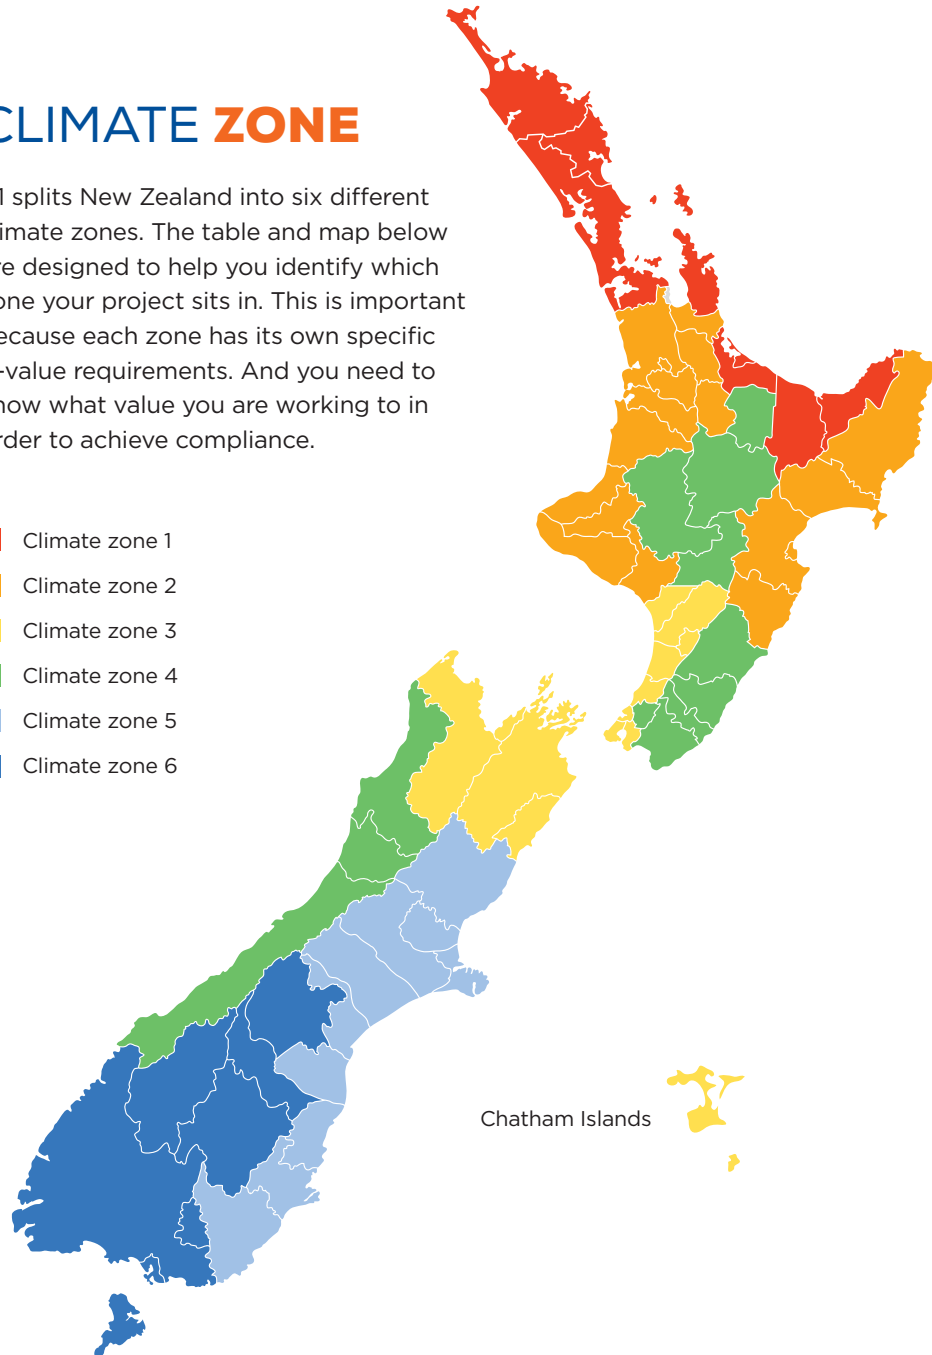 CLIMATE ZONE
1 splits New Zealand into six different
limate zones. The table and map below
re designed to help you identify which
one your project sits in. This is important
ecause each zone has its own specific
-value requirements. And you need to
now what value you are working to in
rder to achieve compliance.
Climate zone 1
Climate zone 2
Climate zone 3
Climate zone 4
Climate zone 5
Climate zone 6
Chatham Islands